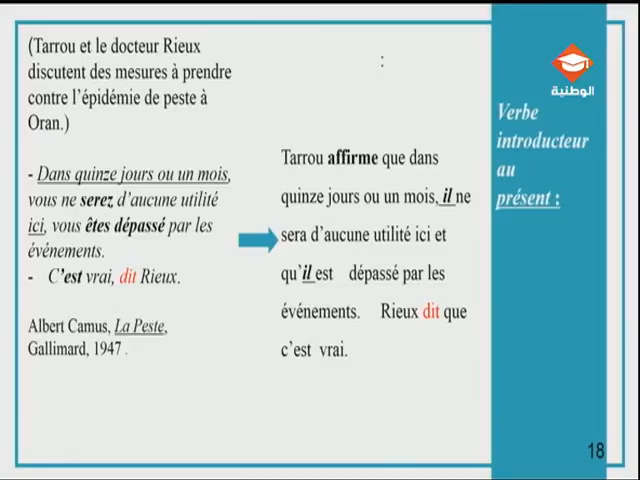 (Tarrou et le docteur Rieux
discutent des mesures à prendre
contre l’épidémie de peste à
Oran.)
- Dans quinze jours ou un mois,
vous ne serez d’aucune utilité
ici, vous êtes dépassé par les
événements.
- C’est vrai, dit Rieux.
Albert Camus, La Peste,
Gallimard, 1947 .
:
Tarrou affirme que dans
quinze jours ou un mois, il ne
sera d’aucune utilité ici et
qu’il est dépassé par les
événements. Rieux dit que
c’est vrai.
الوطنية
Verbe
introducteur
au
présent :
18